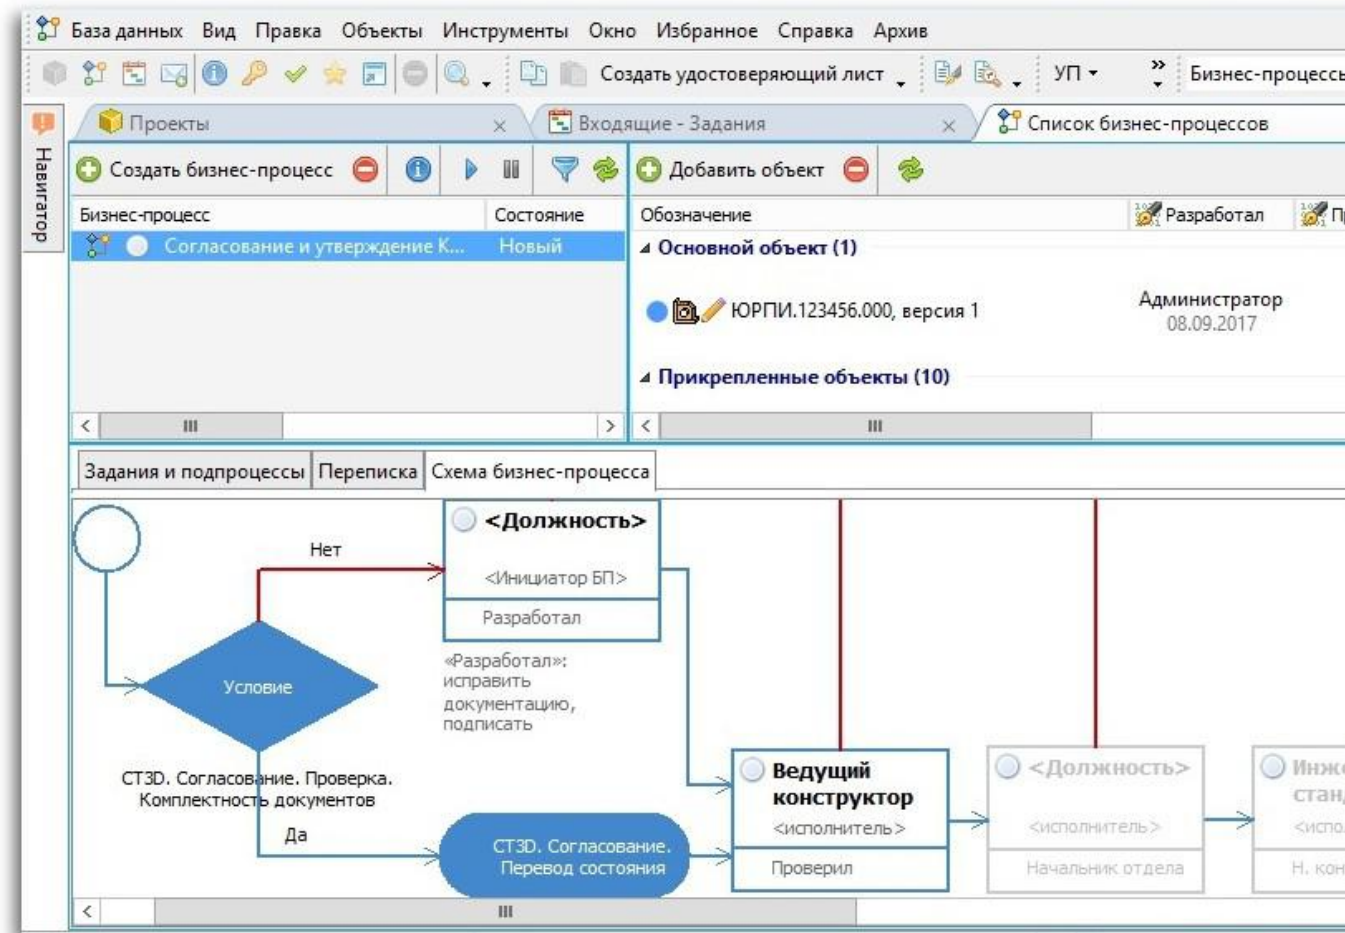 База данных Вид Правка Объекты Инструменты Окно Избранное Справка Архив
Создать удостоверяющий лист УП Бизнес-процессы
Навигатор
Проекты Входящие - Задания Список бизнес-процессов
Создать бизнес-процесс Добавить объект
Бизнес-процесс Состояние Обозначение Разработал
Согласование и утверждение К... Новый
Основной объект (1)
ЮРПИ.123456.000, версия 1
Администратор
08.09.2017
Прикрепленные объекты (10)
Задания и подпроцессы Переписка Схема бизнес-процесса
<Должность>
Нет
<Инициатор БП>
Разработал
«Разработал»:
исправить
документацию,
подписать
Условие
СТ3D. Согласование. Проверка.
Комплектность документов
Да
СТ3D. Согласование.
Перевод состояния
Ведущий
конструктор
<исполнитель>
Проверил
<Должность>
<исполнитель>
Начальник отдела
Н. кон